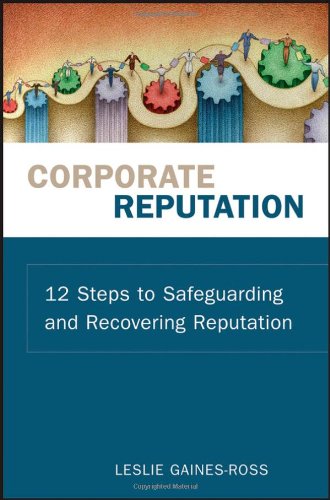 CORPORATE
REPUTATION
12 Steps to Safeguarding
and Recovering Reputation
LESLIE GAINES-ROSS